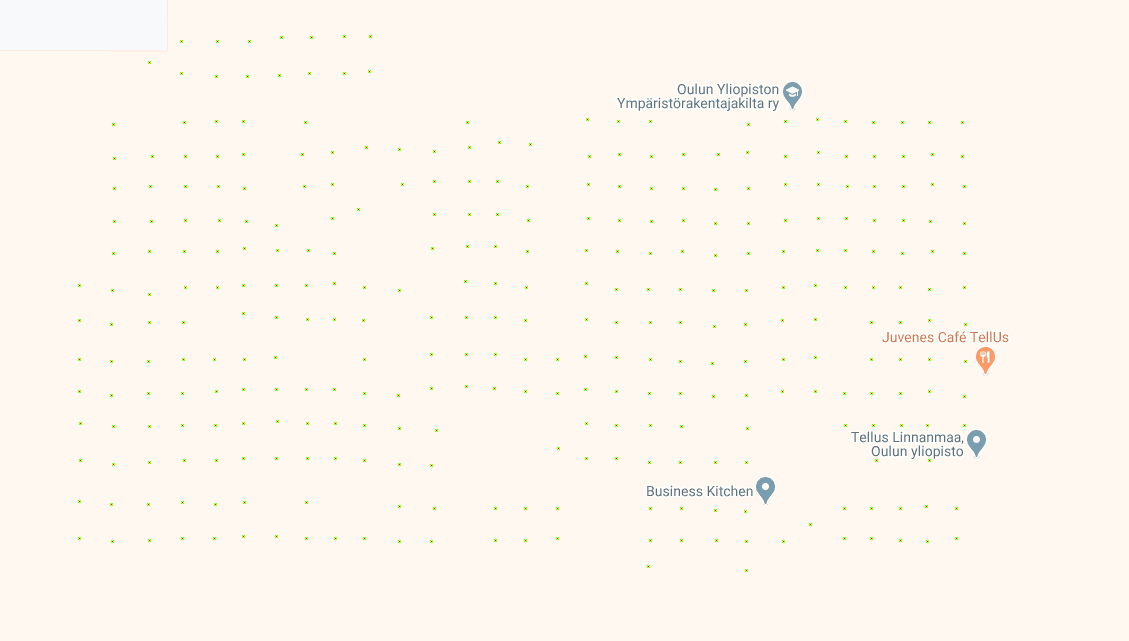 Oulun Yliopiston
Ympäristörakentajakilta ry
Juvenes Café TellUs
Tellus Linnanmaa,
Oulun yliopisto
Business Kitchen